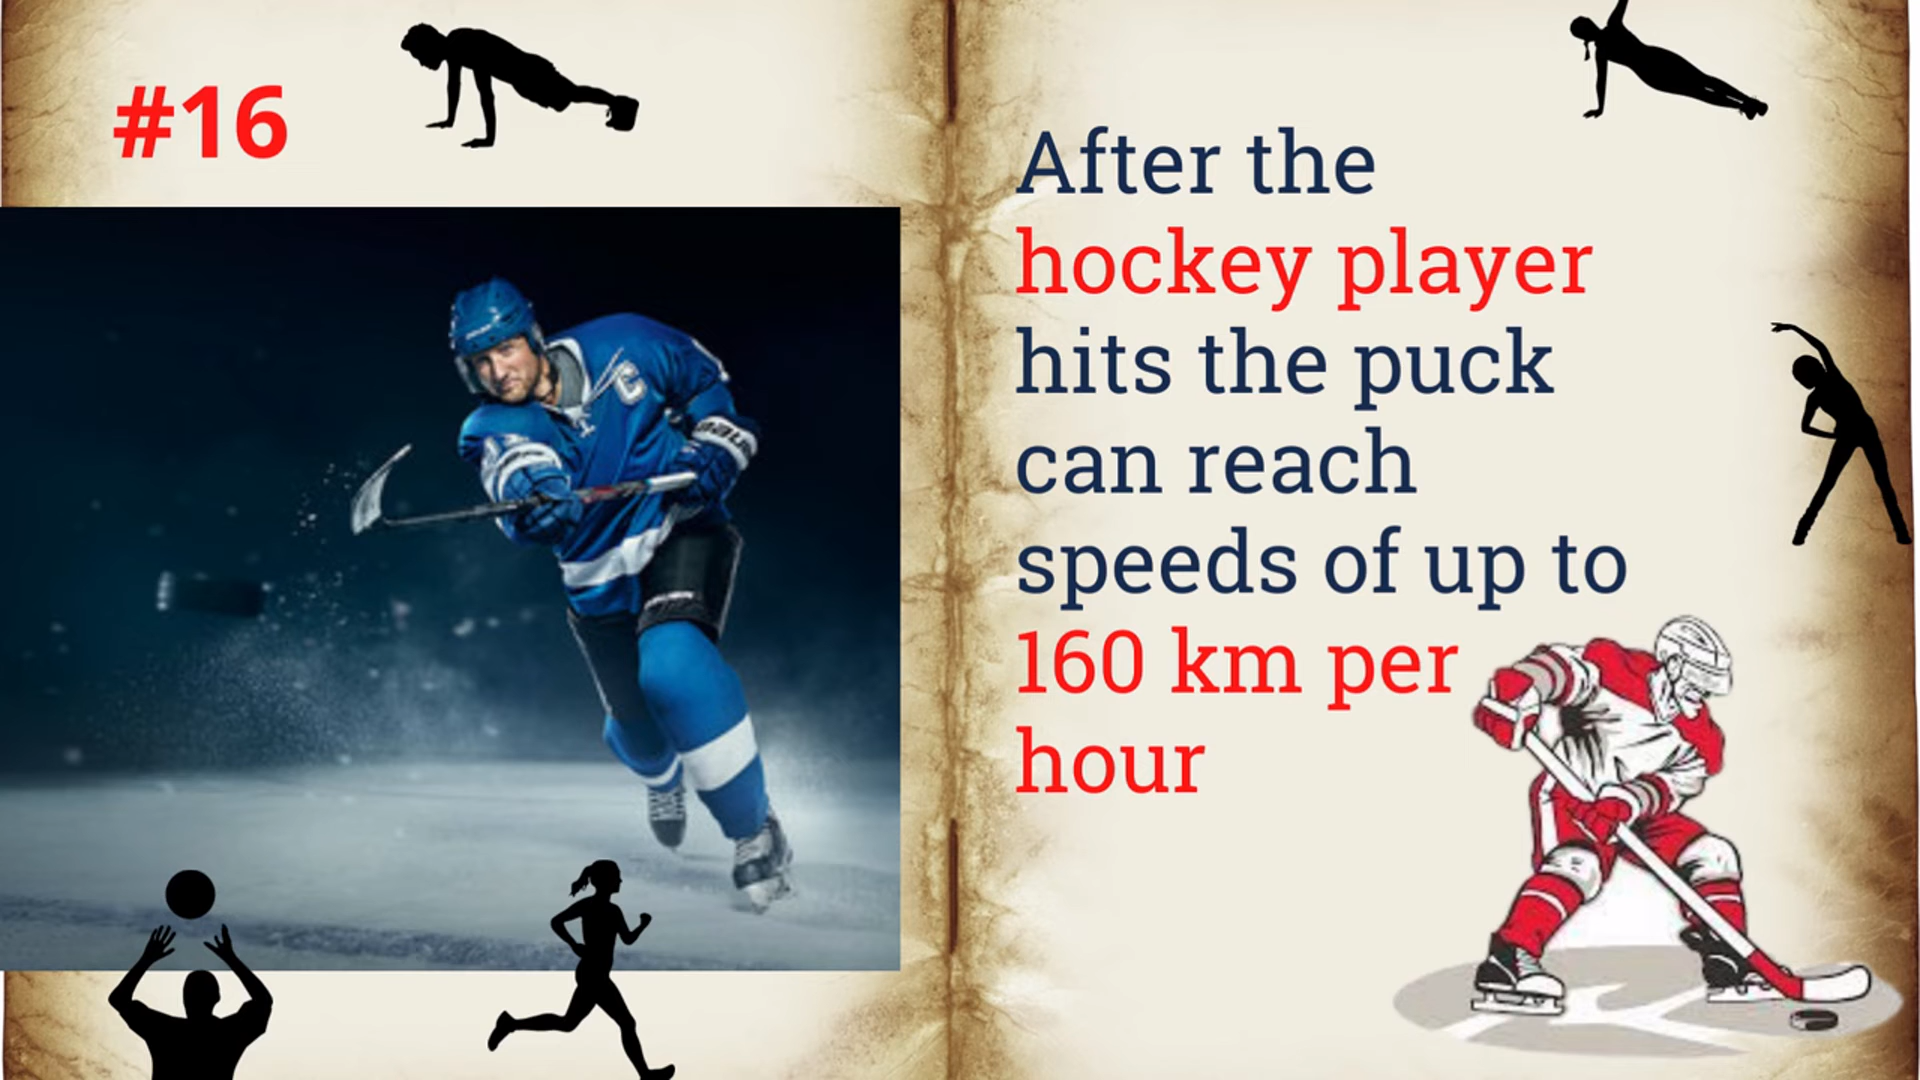 #16
After the
hockey player
hits the puck
can reach
speeds of up to
160 km per
hour
C